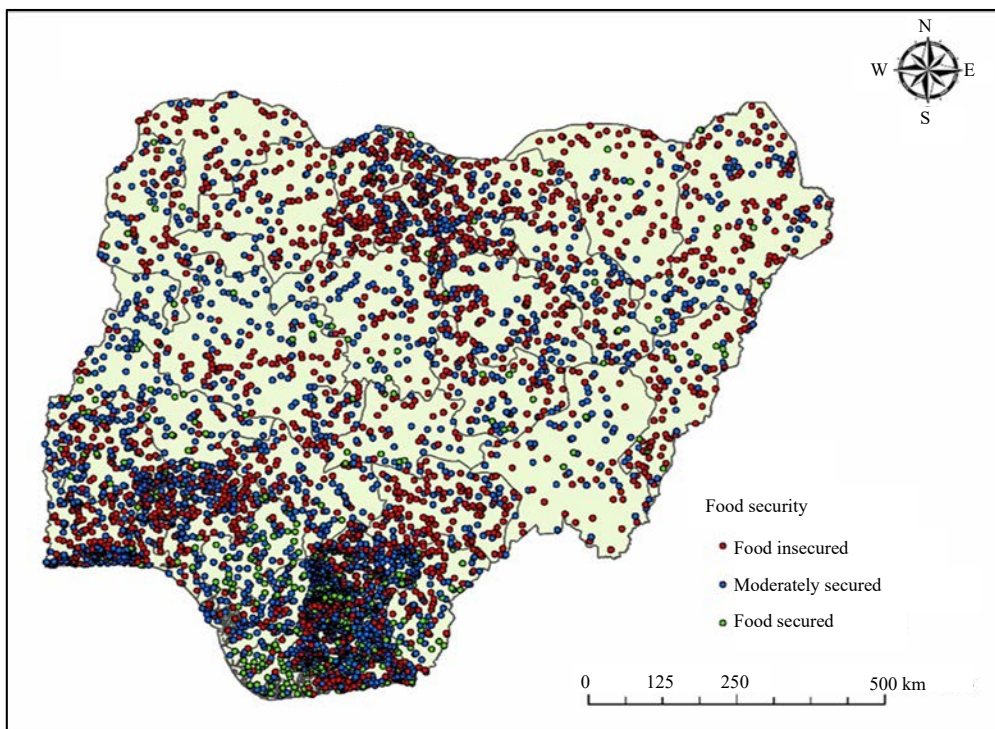 N
W E
S
Food security
Food insecured
Moderately secured
Food secured
0 125 250 500 km